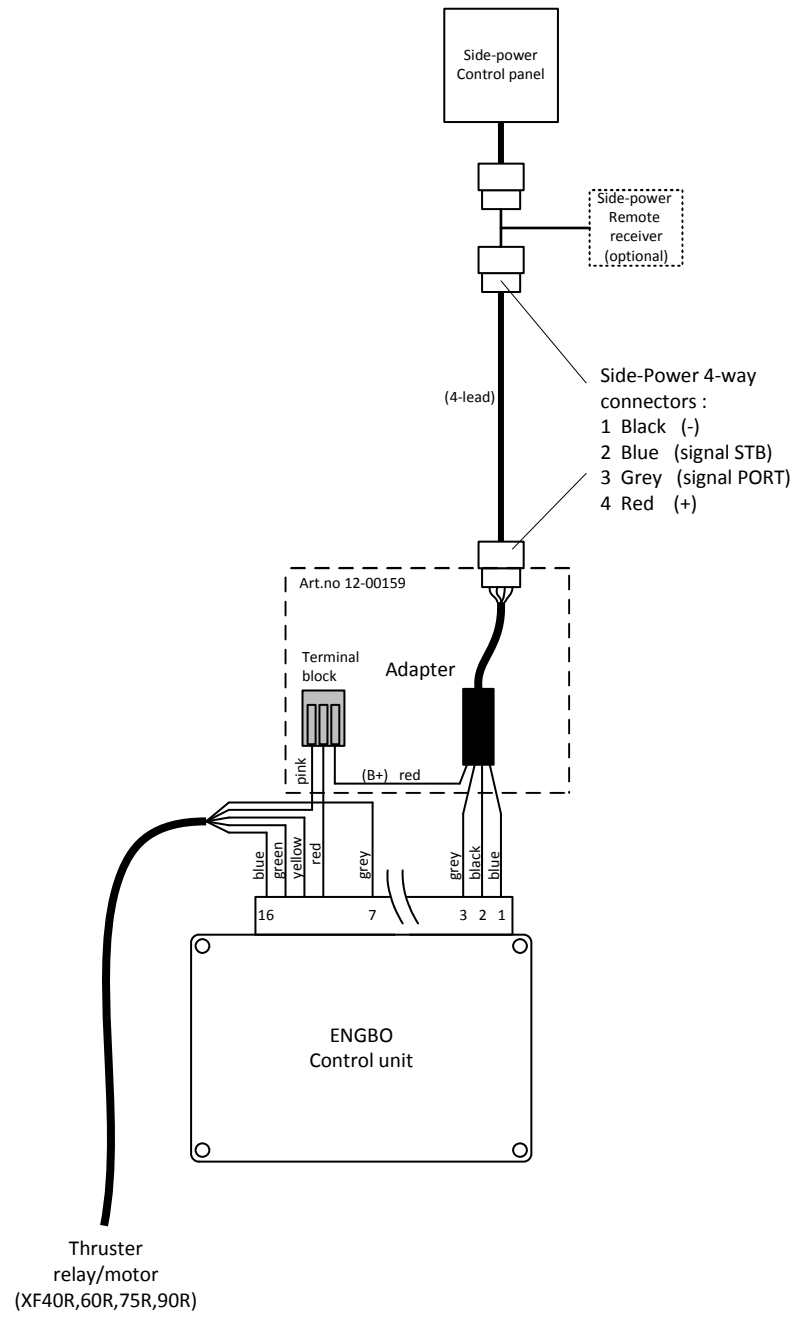 Side-power
Control panel
Side-power
Remote
receiver
(optional)
(4-lead)
Side-Power 4-way
connectors :
1 Black (-)
2 Blue (signal STB)
3 Grey (signal PORT)
4 Red (+)
Art.no 12-00159
Terminal
block
Adapter
pink
(B+) red
blue
green
yellow
red
grey
grey
black
blue
16
7
3 2 1
ENGBO
Control unit
Thruster
relay/motor
(XF40R,60R,75R,90R)